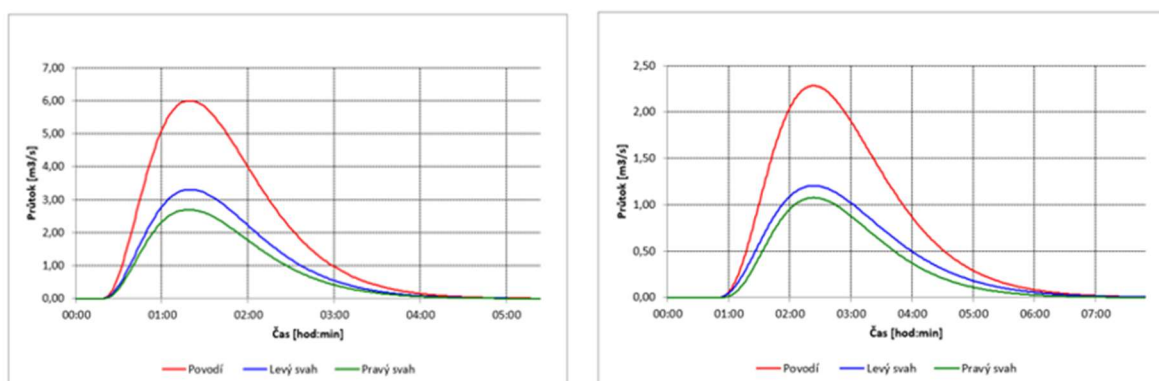 7,00
6,00
5,00
4,00
3,00
2,00
1,00
0,00
Průtok [m3/s]
00:00 01:00 02:00 03:00 04:00 05:00
Čas [hod:min]
Povodí Levý svah Pravý svah
2,50
2,00
1,50
1,00
0,50
0,00
Průtok [m3/s]
00:00 01:00 02:00 03:00 04:00 05:00 06:00 07:00
Čas [hod:min]
Povodí Levý svah Pravý svah